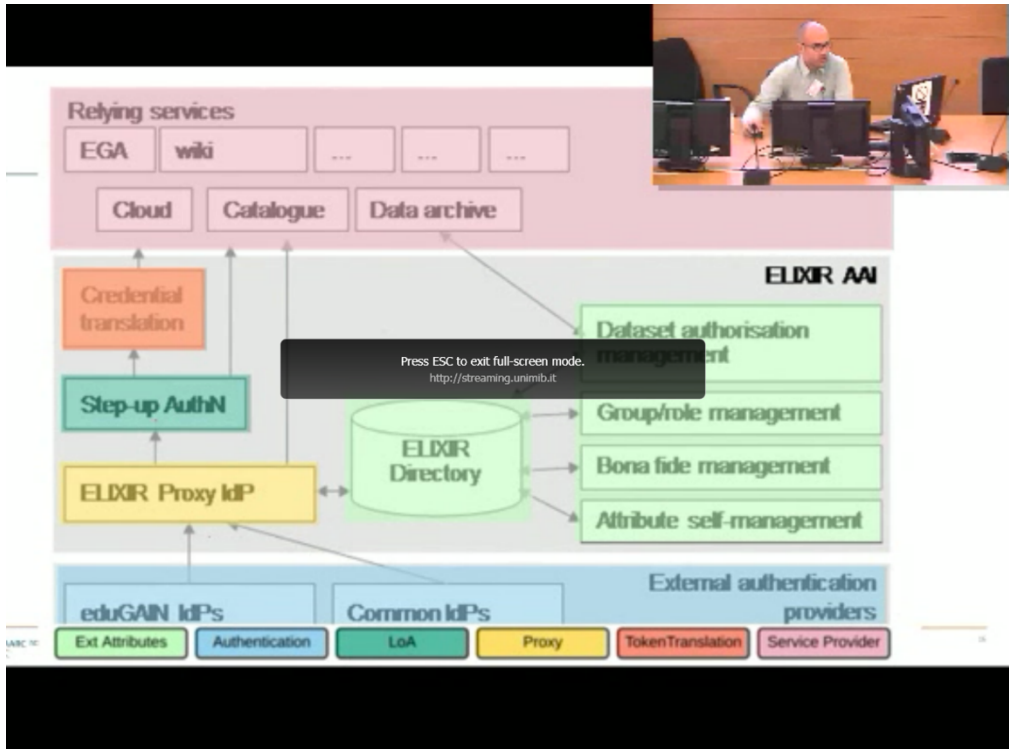 Relying services
EGA
wiki
...
...
...
Cloud
Catalogue
Data archive
ELIXIR AAI
Credential
translation
Dataset authorisation
management
Press ESC to exit full-screen mode.
http://streaming.unimib.it
Step-up AuthN
Group/role management
ELIXIR
Directory
Bona fide management
ELIXIR Proxy IdP
Attribute self-management
External authentication
providers
eduGAIN IdPs
Common IdPs
Ext Attributes
Authentication
LoA
Proxy
TokenTranslation
Service Provider